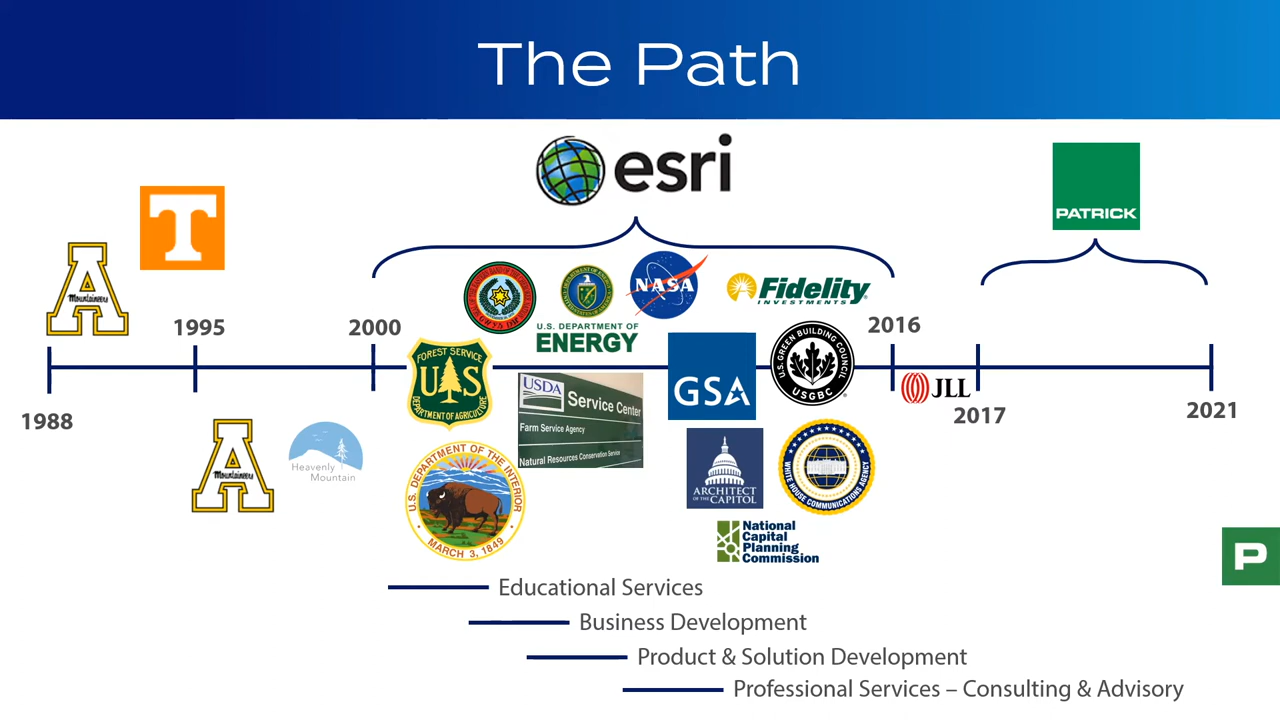 The Path
esri
PATRICK
T
A
Mountaineers
1995
2000
NASA
Fidelity
INVESTMENTS
U.S. DEPARTMENT OF
ENERGY
2016
1988
FOREST SERVICE
US
DEPARTMENT OF AGRICULTURE
USDA
Service Center
Farm Service Agency
Natural Resources Conservation Service
GSA
U.S. GREEN BUILDING COUNCIL
USGBC
JLL
2017
2021
A
Mountaineers
Heavenly
Mountain
U.S. DEPARTMENT OF THE INTERIOR
MARCH 3, 1849
ARCHITECT
OF THE CAPITOL
WHITE HOUSE COMMUNICATIONS AGENCY
National
Capital
Planning
Commission
P
Educational Services
Business Development
Product & Solution Development
Professional Services – Consulting & Advisory